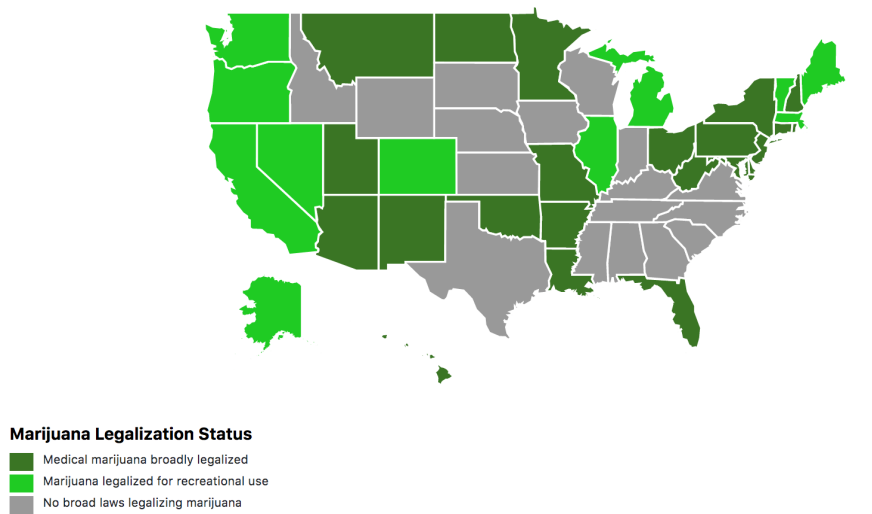 Marijuana Legalization Status
Medical marijuana broadly legalized
Marijuana legalized for recreational use
No broad laws legalizing marijuana